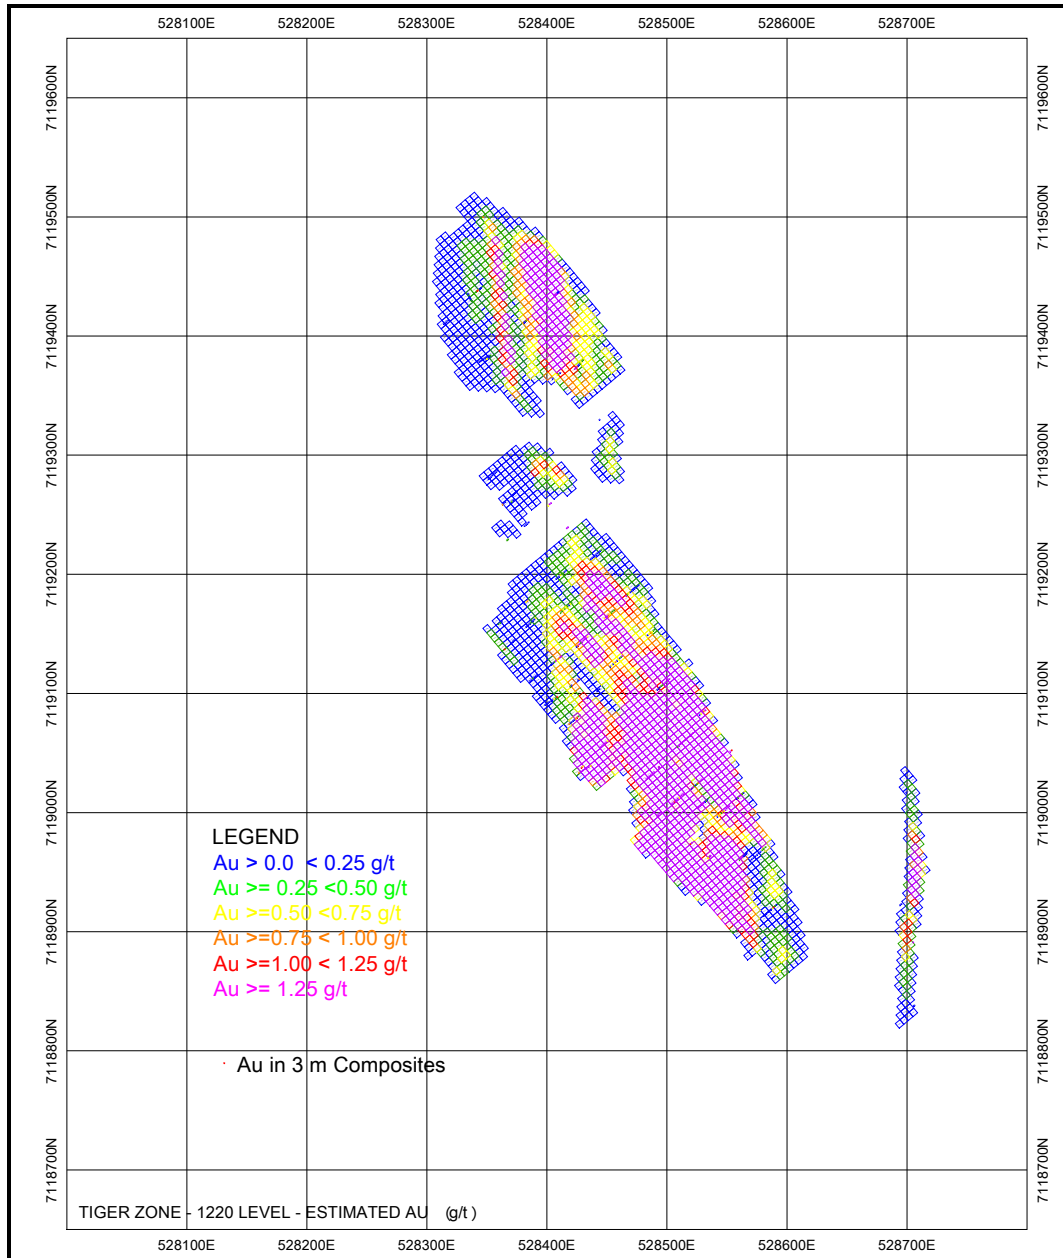 528100E 528200E 528300E 528400E 528500E 528600E 528700E
7119600N 7119600N
7119500N 7119500N
7119400N 7119400N
7119300N 7119300N
7119200N 7119200N
7119100N 7119100N
7119000N 7119000N
LEGEND
Au > 0.0 < 0.25 g/t
Au >= 0.25 <0.50 g/t
Au >=0.50 <0.75 g/t
Au >=0.75 < 1.00 g/t
Au >=1.00 < 1.25 g/t
Au >= 1.25 g/t
7118900N 7118900N
Au in 3 m Composites
7118800N 7118800N
7118700N 7118700N
TIGER ZONE - 1220 LEVEL - ESTIMATED AU (g/t )
528100E 528200E 528300E 528400E 528500E 528600E 528700E